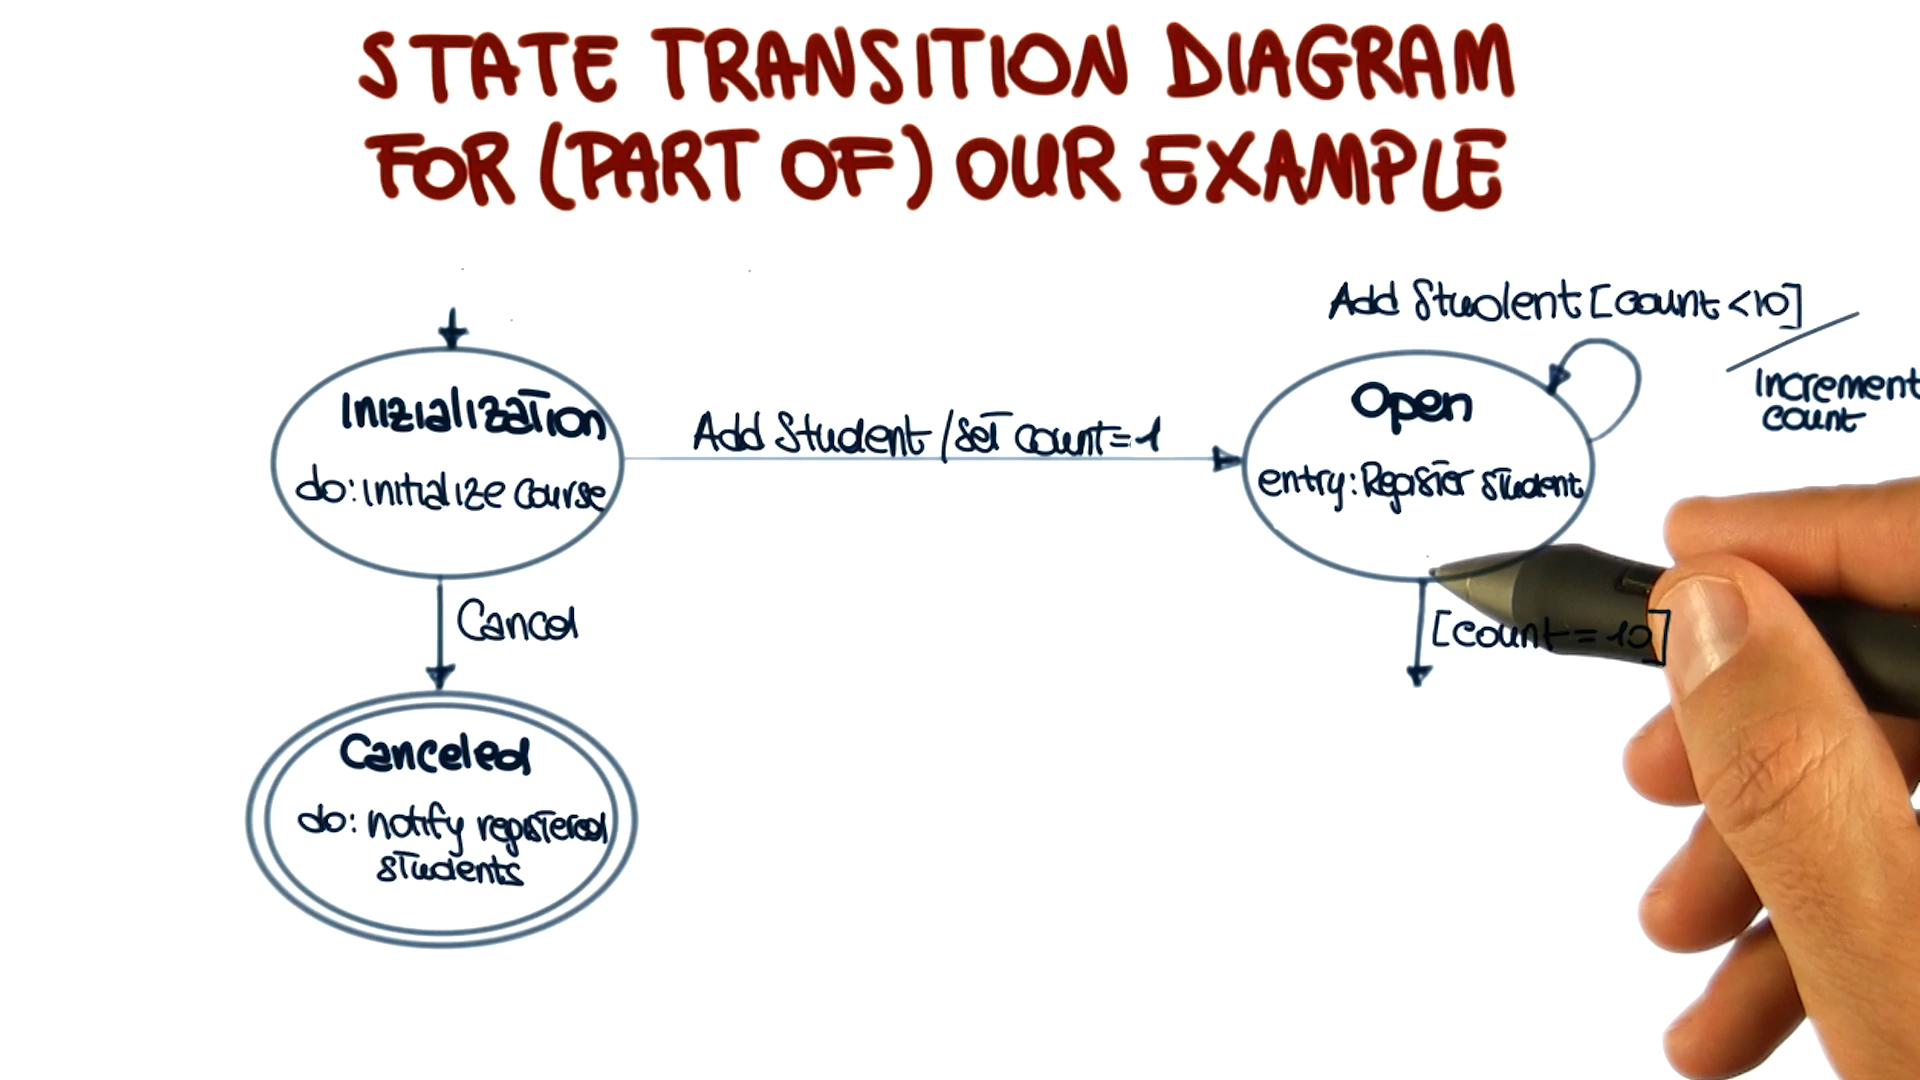 STATE TRANSITION DIAGRAM
FOR (PART OF) OUR EXAMPLE
Add Student [count <10]
/
Increment
count
Inizialization
do: initialize course
Add Student / set count=1
Open
entry: Register student
Cancel
[count=10]
Canceled
do: notify registered
students